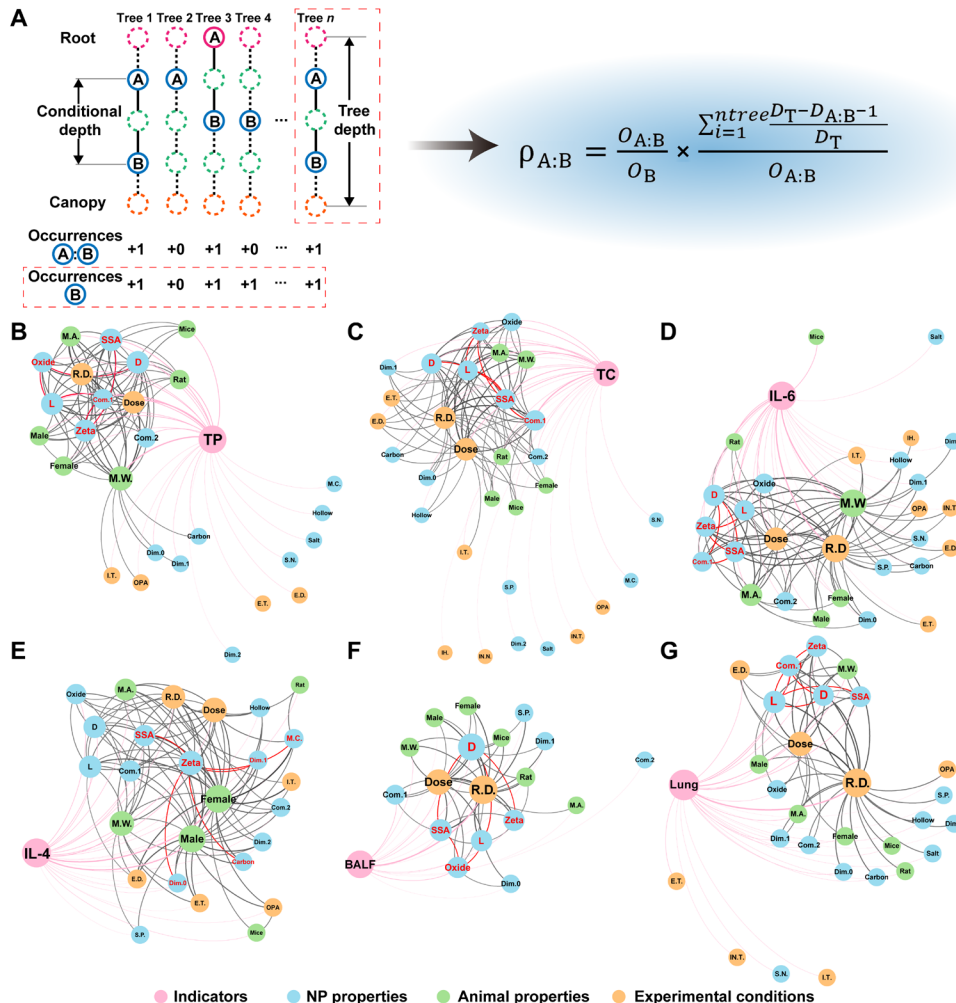 A
Tree 1 Tree 2 Tree 3 Tree 4 Tree n
Root
A
A A A
Conditional depth
B B B
Tree depth
B B
Canopy
Occurrences A:B +1 +0 +1 +0 ... +1
Occurrences B +1 +0 +1 +1 ... +1
ρA:B = OA:B / OB × ∑i=1 ntree DT−DA:B−1 / DT / OA:B
B
Mice
M.A.
SSA
Oxide
R.D.
D
Rat
L
Com.1
Dose
Male
Zeta
Com.2
TP
Female
M.W.
M.C.
Hollow
Carbon
Salt
Dim.0
Dim.1
S.N.
I.T.
OPA
E.T.
E.D.
Dim.2
C
Oxide
Zeta
M.A.
M.W.
Dim.1
D
L
TC
E.T.
SSA
R.D.
E.D.
Com.1
Dose
Carbon
Rat
Com.2
Male
Female
Hollow
Mice
S.N.
I.T.
S.P.
M.C.
OPA
IH.
IN.N.
Dim.2
Salt
IN.T.
D
Mice
Salt
IL-6
Rat
IH.
I.T.
Hollow
Oxide
D
Dim.1
L
M.W
OPA
IN.T.
Zeta
Dose
S.N.
SSA
R.D
E.D.
Com.1
S.P.
Carbon
M.A.
Com.2
Female
Male
Dim.0
E.T.
E
Rat
Oxide
M.A.
R.D.
Dose
Hollow
D
SSA
M.C.
Zeta
Dim.1
L
Com.1
I.T.
Female
Com.2
M.W.
Male
Dim.2
IL-4
Carbon
E.D.
Dim.0
E.T.
OPA
S.P.
Mice
F
Female
Male
S.P.
M.W.
D
Mice
Dim.1
Com.2
Dose
R.D.
Rat
Com.1
M.A.
SSA
Zeta
L
BALF
Oxide
Dim.0
G
Zeta
Com.1
E.D.
M.W.
L
D
SSA
Dose
Male
Lung
Oxide
R.D.
OPA
S.P.
M.A.
Hollow
Dim.1
Com.2
Female
Mice
Salt
Dim.0
Carbon
Rat
E.T.
IN.T.
S.N.
I.T.
Indicators NP properties Animal properties Experimental conditions